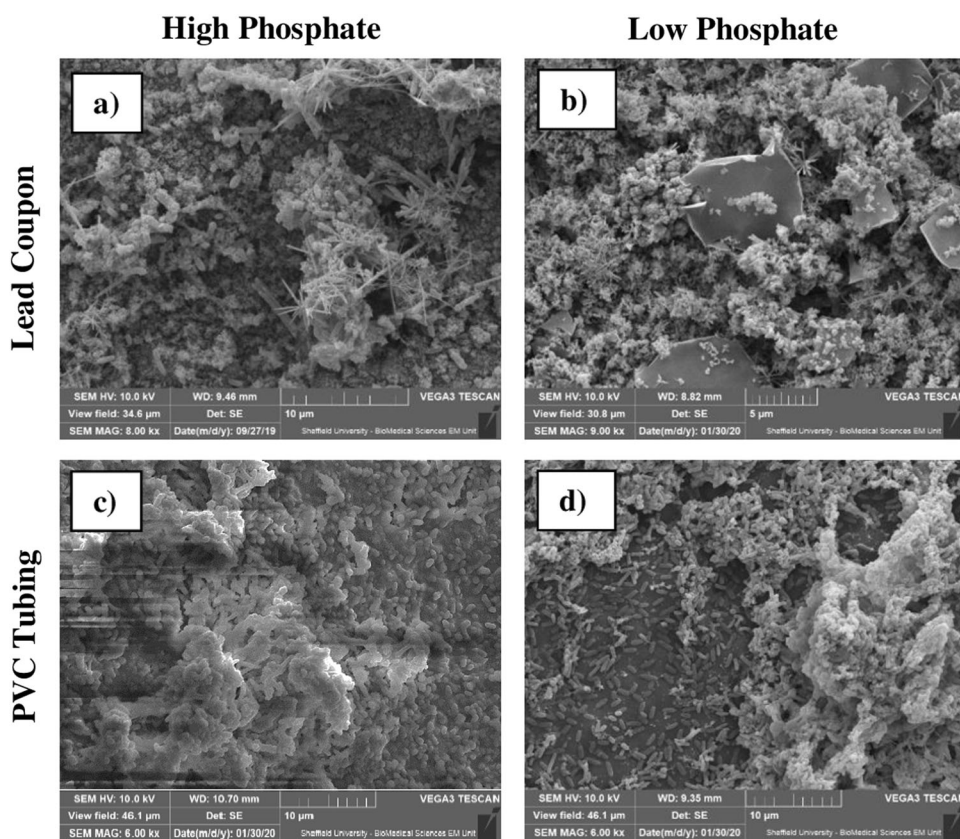 High Phosphate
Low Phosphate
Lead Coupon
a)
SEM HV: 10.0 kV WD: 9.46 mm VEGA3 TESCAN
View field: 34.6 µm Det: SE 10 µm
SEM MAG: 8.00 kx Date(m/d/y): 09/27/19 Sheffield University - BioMedical Sciences EM Unit
b)
SEM HV: 10.0 kV WD: 8.82 mm VEGA3 TESCAN
View field: 30.8 µm Det: SE 5 µm
SEM MAG: 9.00 kx Date(m/d/y): 01/30/20 Sheffield University - BioMedical Sciences EM Unit
PVC Tubing
c)
SEM HV: 10.0 kV WD: 10.70 mm VEGA3 TESCAN
View field: 46.1 µm Det: SE 10 µm
SEM MAG: 6.00 kx Date(m/d/y): 01/30/20 Sheffield University - BioMedical Sciences EM Unit
d)
SEM HV: 10.0 kV WD: 9.35 mm VEGA3 TESCAN
View field: 46.1 µm Det: SE 10 µm
SEM MAG: 6.00 kx Date(m/d/y): 01/30/20 Sheffield University - BioMedical Sciences EM Unit